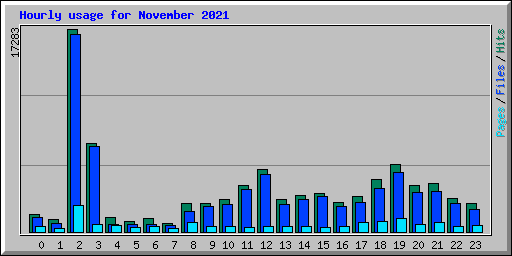 Hourly usage for November 2021
17283
Pages/Files/Hits
0 1 2 3 4 5 6 7 8 9 10 11 12 13 14 15 16 17 18 19 20 21 22 23